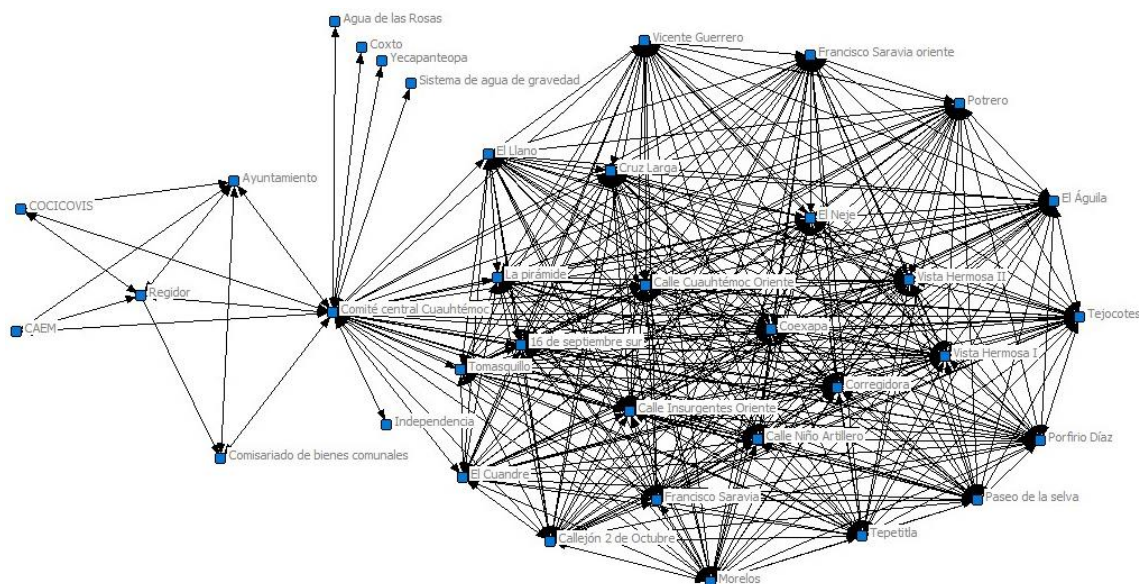 Agua de las Rosas
Coxto
Yecapanteopa
Sistema de agua de gravedad
Vicente Guerrero
Francisco Saravia oriente
Potrero
El Llano
Cruz Larga
Ayuntamiento
El Águila
COCICOVIS
El Neje
La pirámide
Calle Cuauhtémoc Oriente
Vista Hermosa II
Regidor
Comité central Cuauhtémoc
Tejocotes
CAEM
Coexapa
16 de septiembre sur
Vista Hermosa I
Tomasquillo
Corregidora
Calle Insurgentes Oriente
Independencia
Calle Niño Artillero
Porfirio Díaz
Comisariado de bienes comunales
El Cuandre
Francisco Saravia
Paseo de la selva
Callejón 2 de Octubre
Tepetitla
Morelos